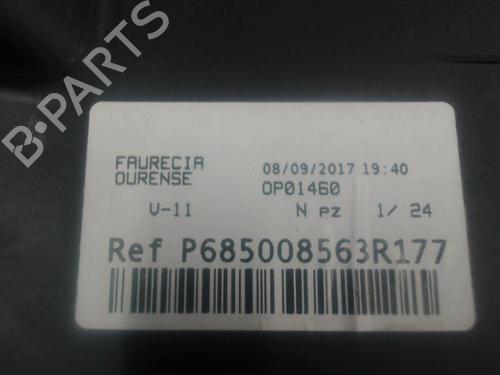 B-PARTS
FAURECIA 08/09/2017 19:40
OURENSE OP01460
V-11 N pz 1/ 24
Ref P685008563R177